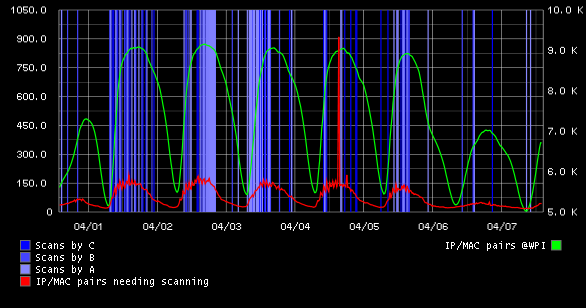 1050.0 10.0 K
900.0 9.0 K
750.0
600.0 8.0 K
450.0 7.0 K
300.0
150.0 6.0 K
0 5.0 K
04/01 04/02 04/03 04/04 04/05 04/06 04/07
Scans by C IP/MAC pairs @WPI
Scans by B
Scans by A
IP/MAC pairs needing scanning